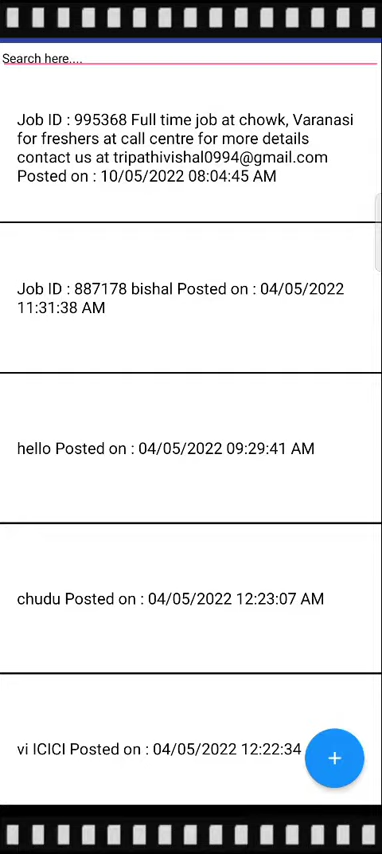 Search here....
Job ID : 995368 Full time job at chowk, Varanasi
for freshers at call centre for more details
contact us at tripathivishal0994@gmail.com
Posted on : 10/05/2022 08:04:45 AM
Job ID : 887178 bishal Posted on : 04/05/2022
11:31:38 AM
hello Posted on : 04/05/2022 09:29:41 AM
chudu Posted on : 04/05/2022 12:23:07 AM
vi ICICI Posted on : 04/05/2022 12:22:34